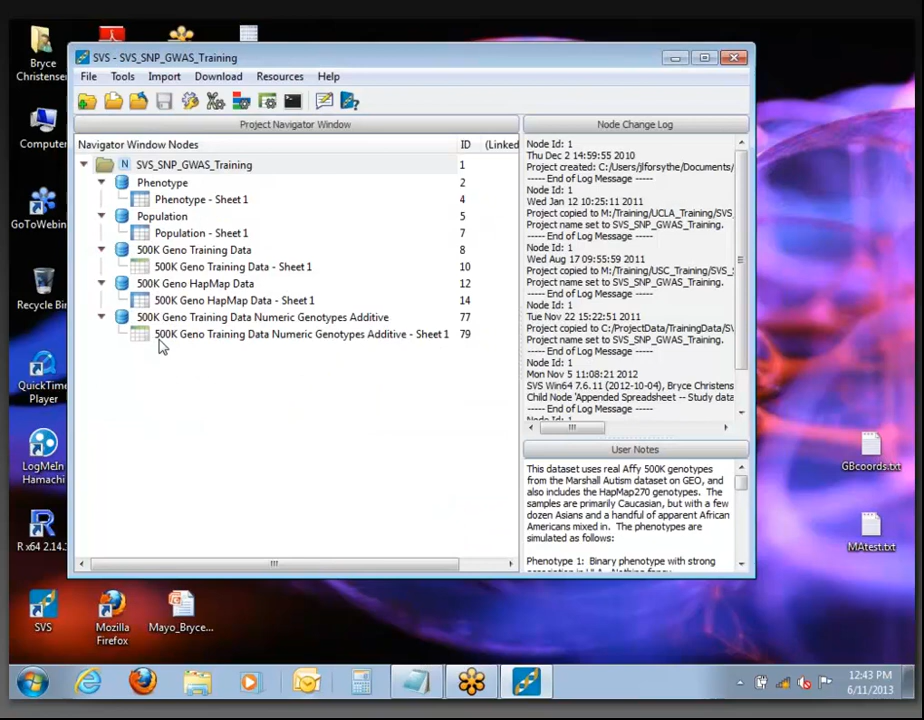 Bryce
Christensen
Computer
GoToWebin...
Recycle Bin
QuickTime
Player
LogMeIn
Hamachi
R x64 2.14.
SVS
Mozilla
Firefox
Mayo_Bryce...
GBcoords.txt
MAtest.txt
SVS - SVS_SNP_GWAS_Training
File Tools Import Download Resources Help
Project Navigator Window
Navigator Window Nodes ID (Linked
N SVS_SNP_GWAS_Training 1
Phenotype 2
Phenotype - Sheet 1 4
Population 5
Population - Sheet 1 7
500K Geno Training Data 8
500K Geno Training Data - Sheet 1 10
500K Geno HapMap Data 12
500K Geno HapMap Data - Sheet 1 14
500K Geno Training Data Numeric Genotypes Additive 77
500K Geno Training Data Numeric Genotypes Additive - Sheet 1 79
Node Change Log
Node Id: 1
Thu Dec 2 14:59:55 2010
Project created: C:/Users/jlforsythe/Documents/
----- End of Log Message -----
Node Id: 1
Wed Jan 12 10:25:11 2011
Project copied to M:/Training/UCLA_Training/SVS_
Project name set to SVS_SNP_GWAS_Training.
----- End of Log Message -----
Node Id: 1
Wed Aug 17 09:55:59 2011
Project copied to M:/Training/USC_Training/SVS_S
Project name set to SVS_SNP_GWAS_Training.
----- End of Log Message -----
Node Id: 1
Tue Nov 22 15:22:51 2011
Project copied to C:/ProjectData/TrainingData/SV
Project name set to SVS_SNP_GWAS_Training.
----- End of Log Message -----
Node Id: 1
Mon Nov 5 11:08:21 2012
SVS Win64 7.6.11 (2012-10-04), Bryce Christens
Child Node 'Appended Spreadsheet -- Study data
----- End of Log Message -----
Node Id: 1
User Notes
This dataset uses real Affy 500K genotypes
from the Marshall Autism dataset on GEO, and
also includes the HapMap270 genotypes. The
samples are primarily Caucasian, but with a few
dozen Asians and a handful of apparent African
Americans mixed in. The phenotypes are
simulated as follows:
Phenotype 1: Binary phenotype with strong
association in HLA. Nothing fancy.
12:43 PM
6/11/2013